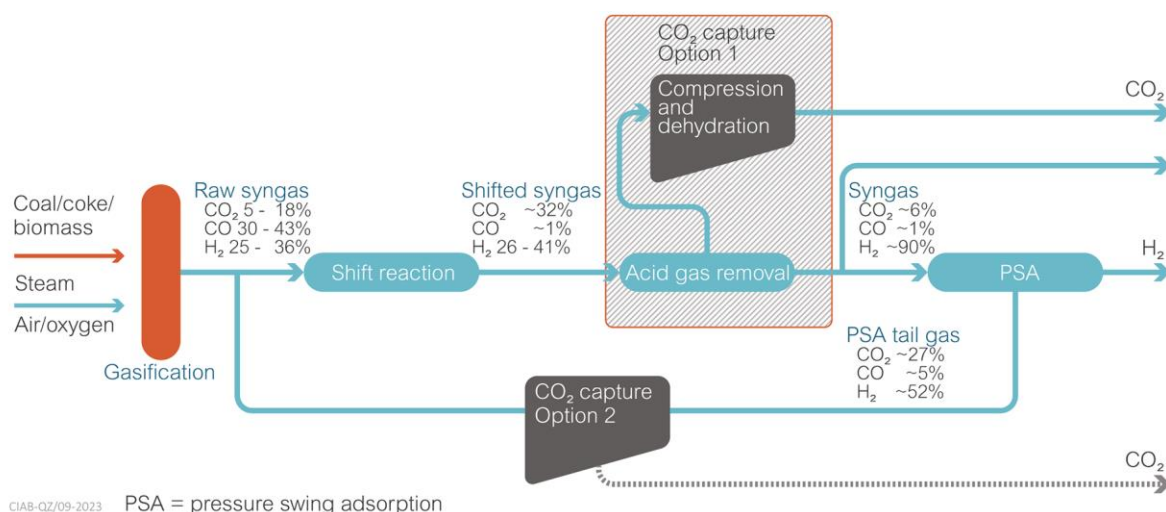 CO₂ capture
Option 1
Compression
and
dehydration
CO₂
Coal/coke/
biomass
Steam
Air/oxygen
Gasification
Raw syngas
CO₂ 5 - 18%
CO 30 - 43%
H₂ 25 - 36%
Shift reaction
Shifted syngas
CO₂ ~32%
CO ~1%
H₂ 26 - 41%
Acid gas removal
Syngas
CO₂ ~6%
CO ~1%
H₂ ~90%
PSA
H₂
PSA tail gas
CO₂ ~27%
CO ~5%
H₂ ~52%
CO₂ capture
Option 2
CO₂
CIAB-QZ/09-2023
PSA = pressure swing adsorption